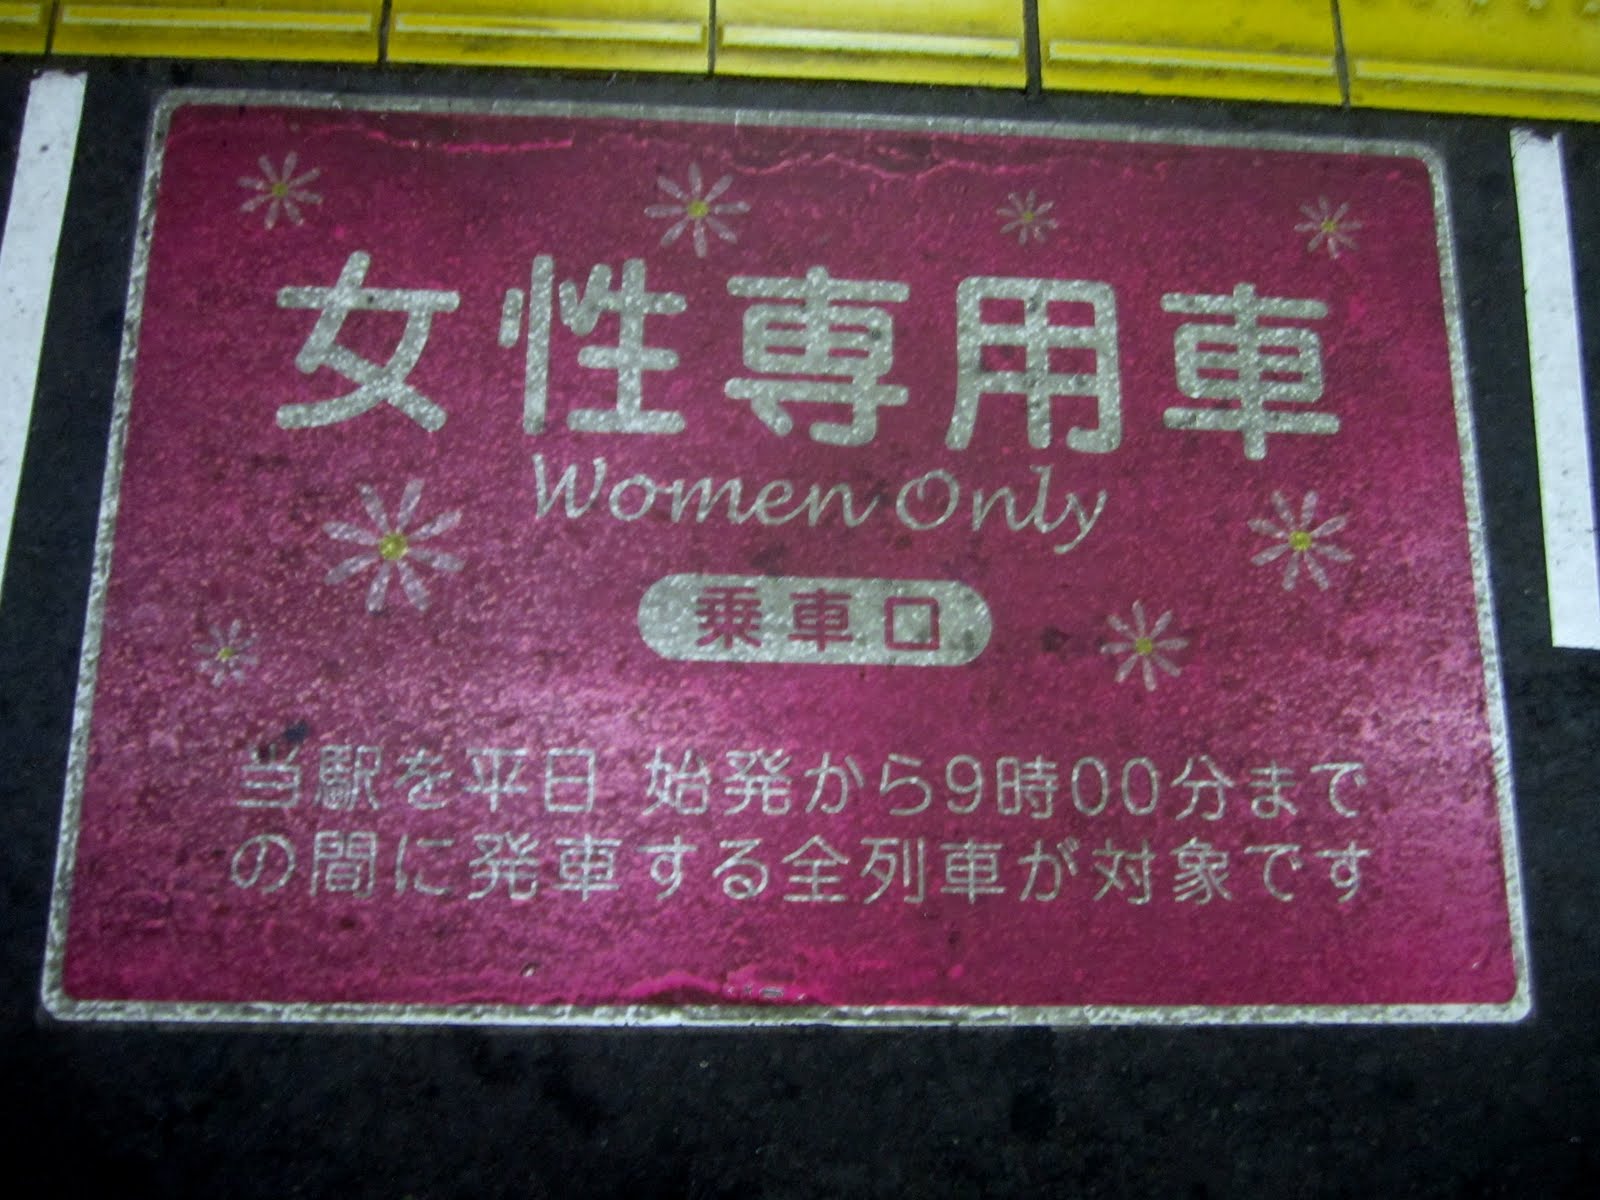 女性専用車
Women Only
乗車口
当駅を平日 始発から9時00分まで
の間に発車する全列車が対象です